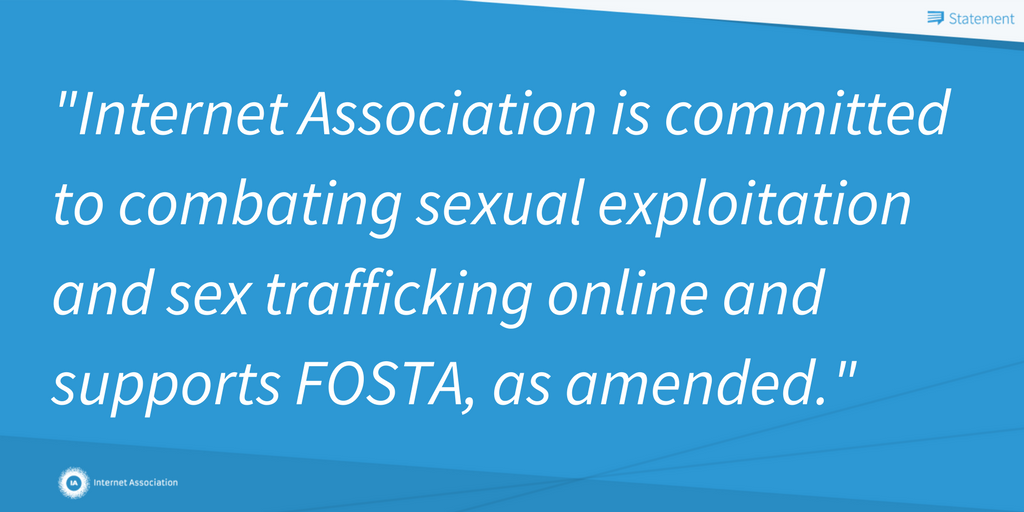 Statement
"Internet Association is committed
to combating sexual exploitation
and sex trafficking online and
supports FOSTA, as amended."
IA
Internet Association